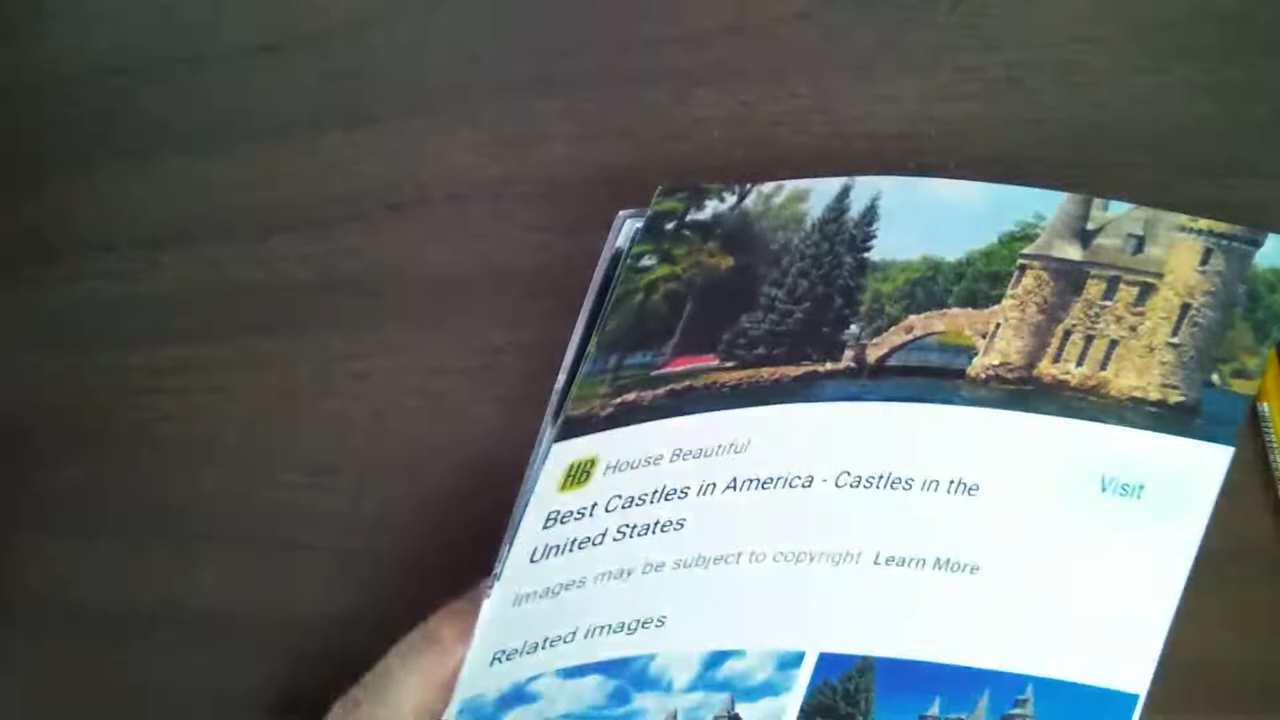 HB House Beautiful
Best Castles in America - Castles in the
United States
Visit
Images may be subject to copyright Learn More
Related images